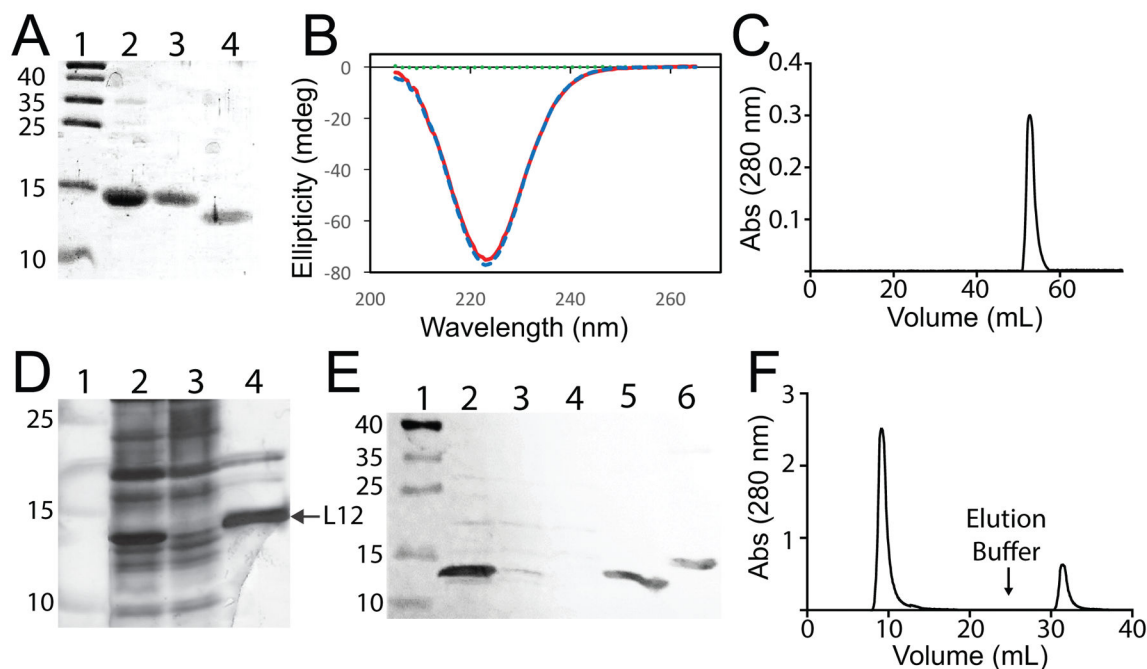 A
1 2 3 4
40
35
25
15
10
B
Ellipticity (mdeg)
0
-20
-40
-60
-80
200 220 240 260
Wavelength (nm)
C
Abs (280 nm)
0.4
0.3
0.2
0.1
0 20 40 60
Volume (mL)
D
1 2 3 4
25
15
10
L12
E
1 2 3 4 5 6
40
35
25
15
10
F
Abs (280 nm)
3
2
1
Elution
Buffer
0 10 20 30 40
Volume (mL)